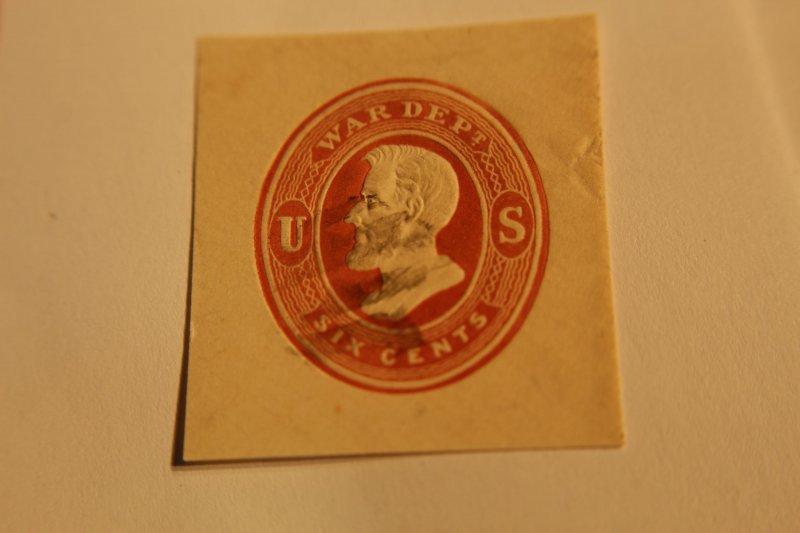 WAR DEPT
U S
SIX CENTS